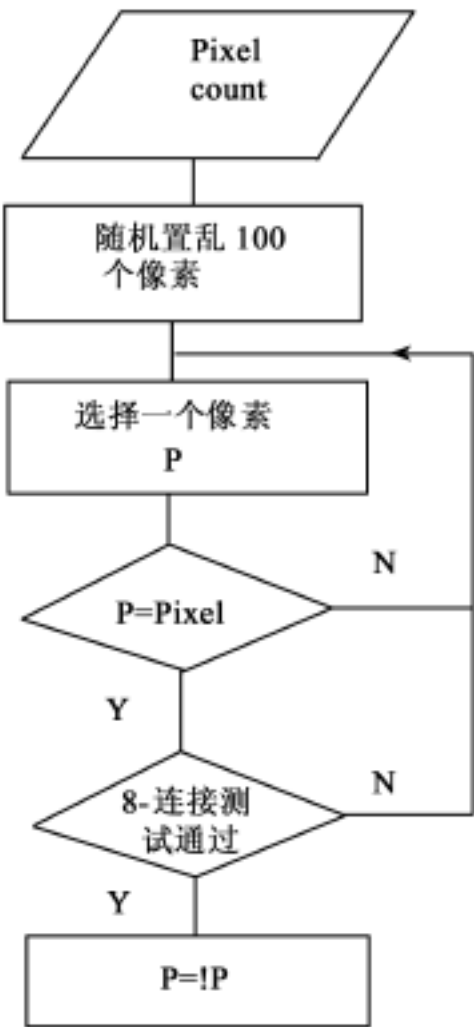 Pixel
count
随机置乱 100
个像素
选择一个像素
P
N
P=Pixel
Y
N
8-连接测
试通过
Y
P=!P